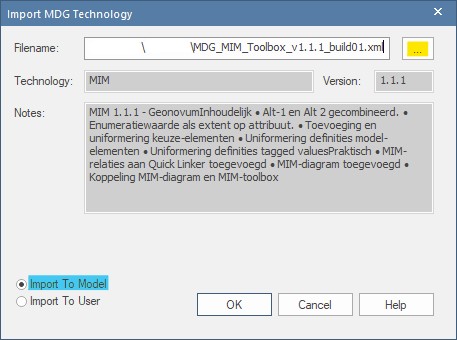 Import MDG Technology
Filename: \ \MDG_MIM_Toolbox_v1.1.1_build01.xml ...
Technology: MIM Version: 1.1.1
Notes: MIM 1.1.1 - GeonovumInhoudelijk • Alt-1 en Alt 2 gecombineerd. •
Enumeratiewaarde als extent op attribuut. • Toevoeging en
uniformering keuze-elementen • Uniformering definities model-
elementen • Uniformering definities tagged valuesPraktisch • MIM-
relaties aan Quick Linker toegevoegd • MIM-diagram toegevoegd •
Koppeling MIM-diagram en MIM-toolbox
Import To Model
Import To User
OK Cancel Help